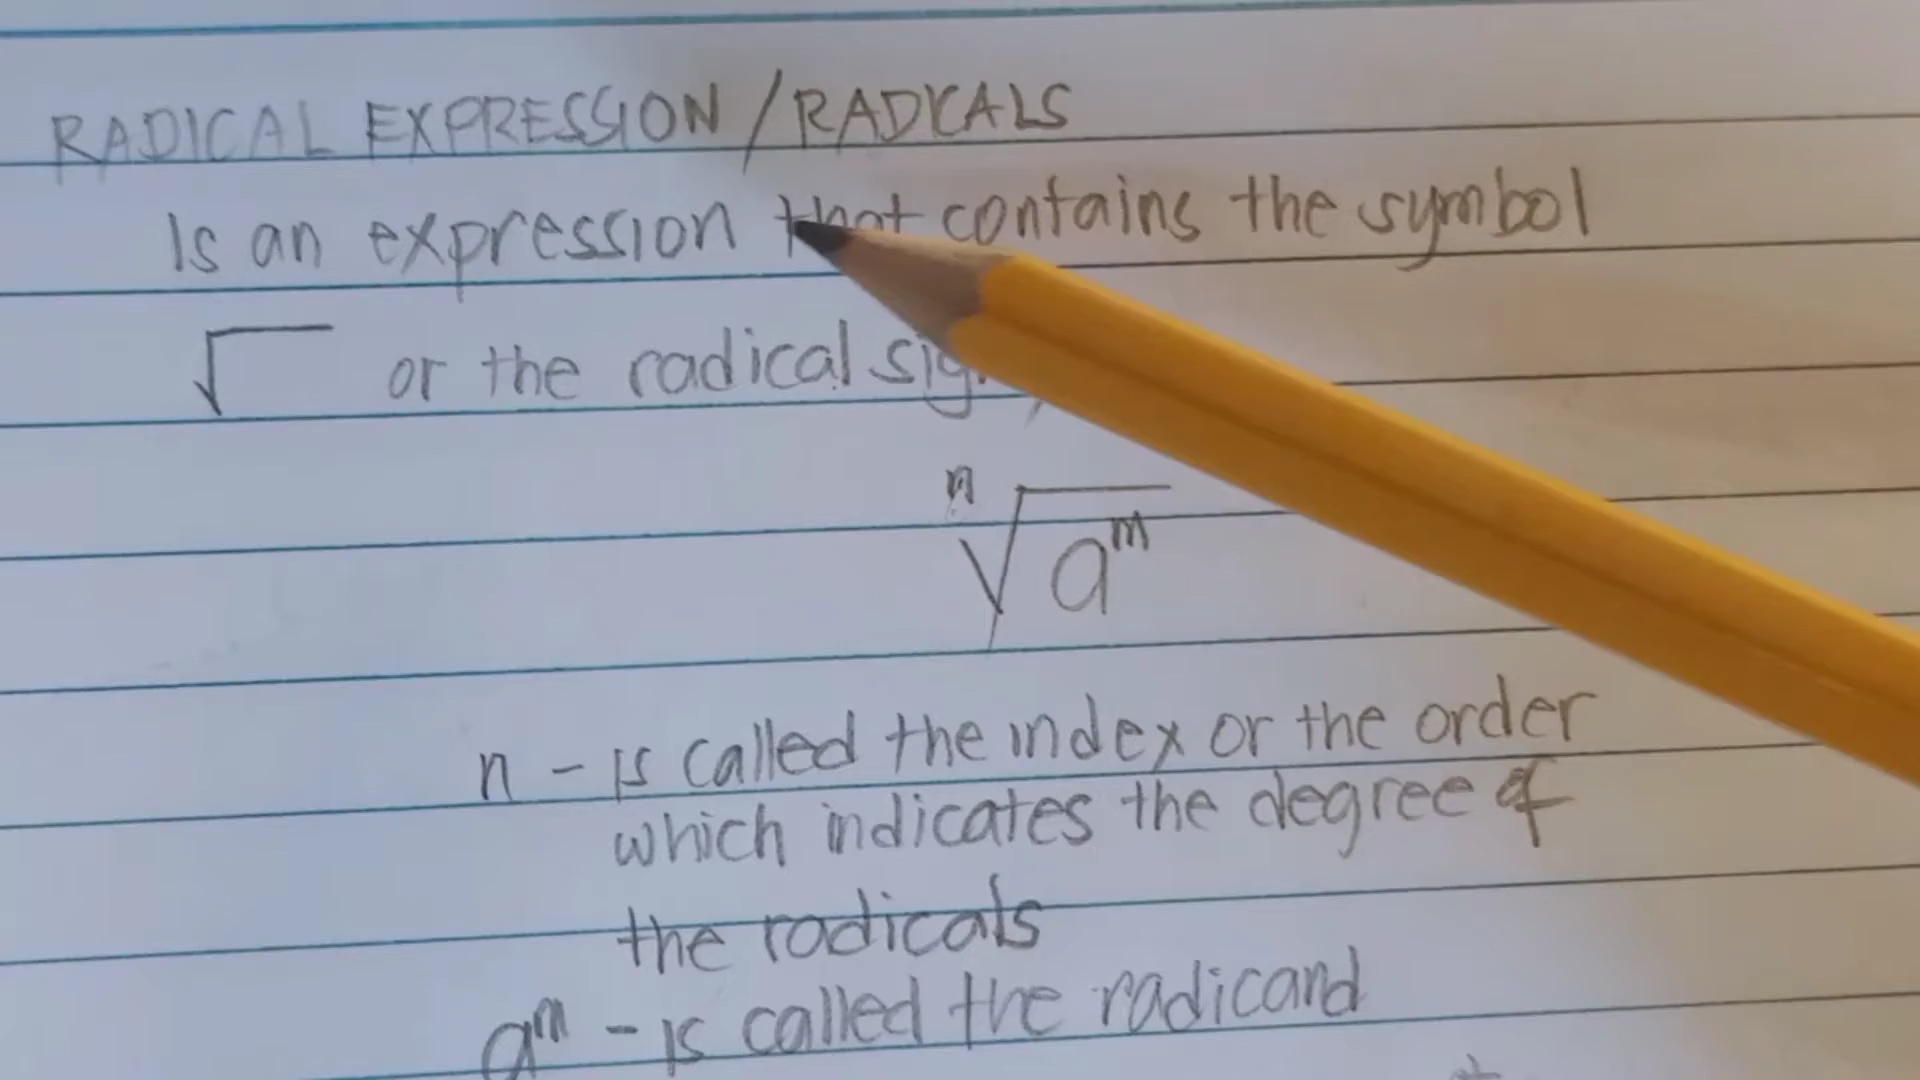 RADICAL EXPRESSION / RADICALS
Is an expression that contains the symbol
√ or the radical sign
ⁿ√aᵐ
n - is called the index or the order
which indicates the degree of
the radicals
aᵐ - is called the radicand